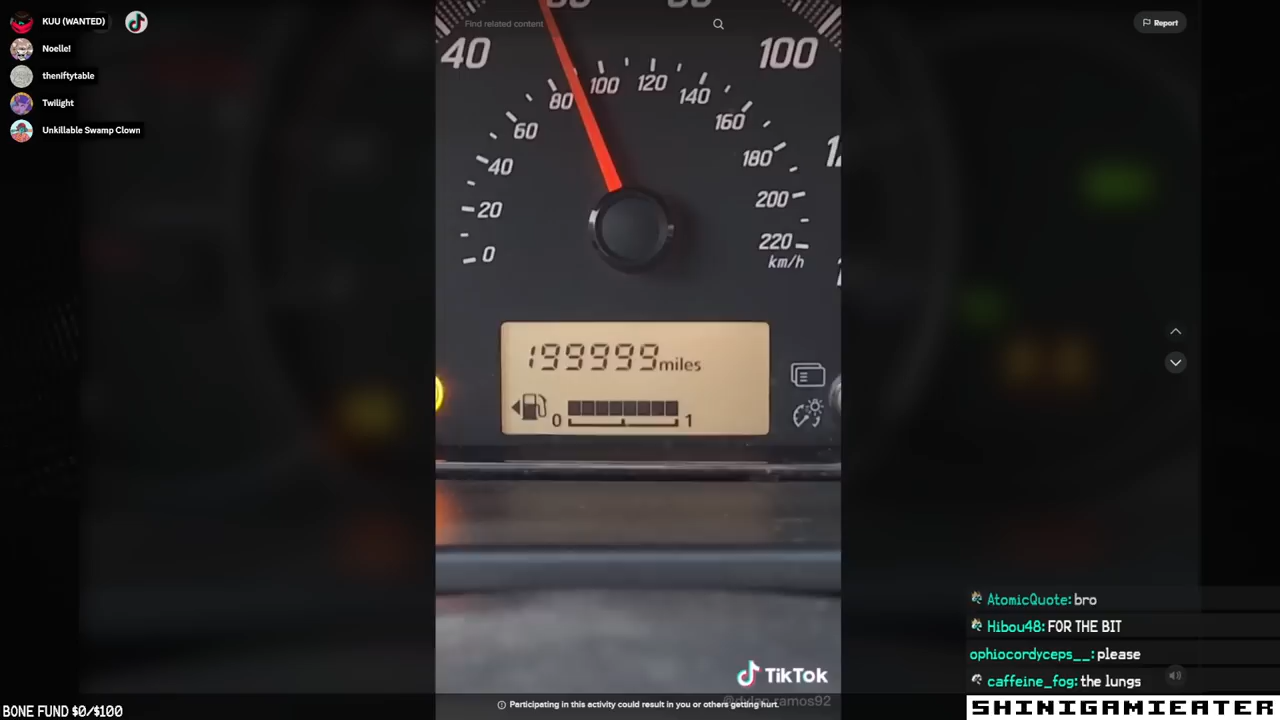 KUU (WANTED)
Noelle!
theniftytable
Twilight
Unkillable Swamp Clown
Find related content
Report
40
100
0
20
40
60
80
100
120
140
160
180
200
220
km/h
199999 miles
0 1
TikTok
@dylan.ramos92
Participating in this activity could result in you or others getting hurt.
AtomicQuote: bro
Hibou48: FOR THE BIT
ophiocordyceps__: please
caffeine_fog: the lungs
BONE FUND $0/$100
SHINIGAMIEATER